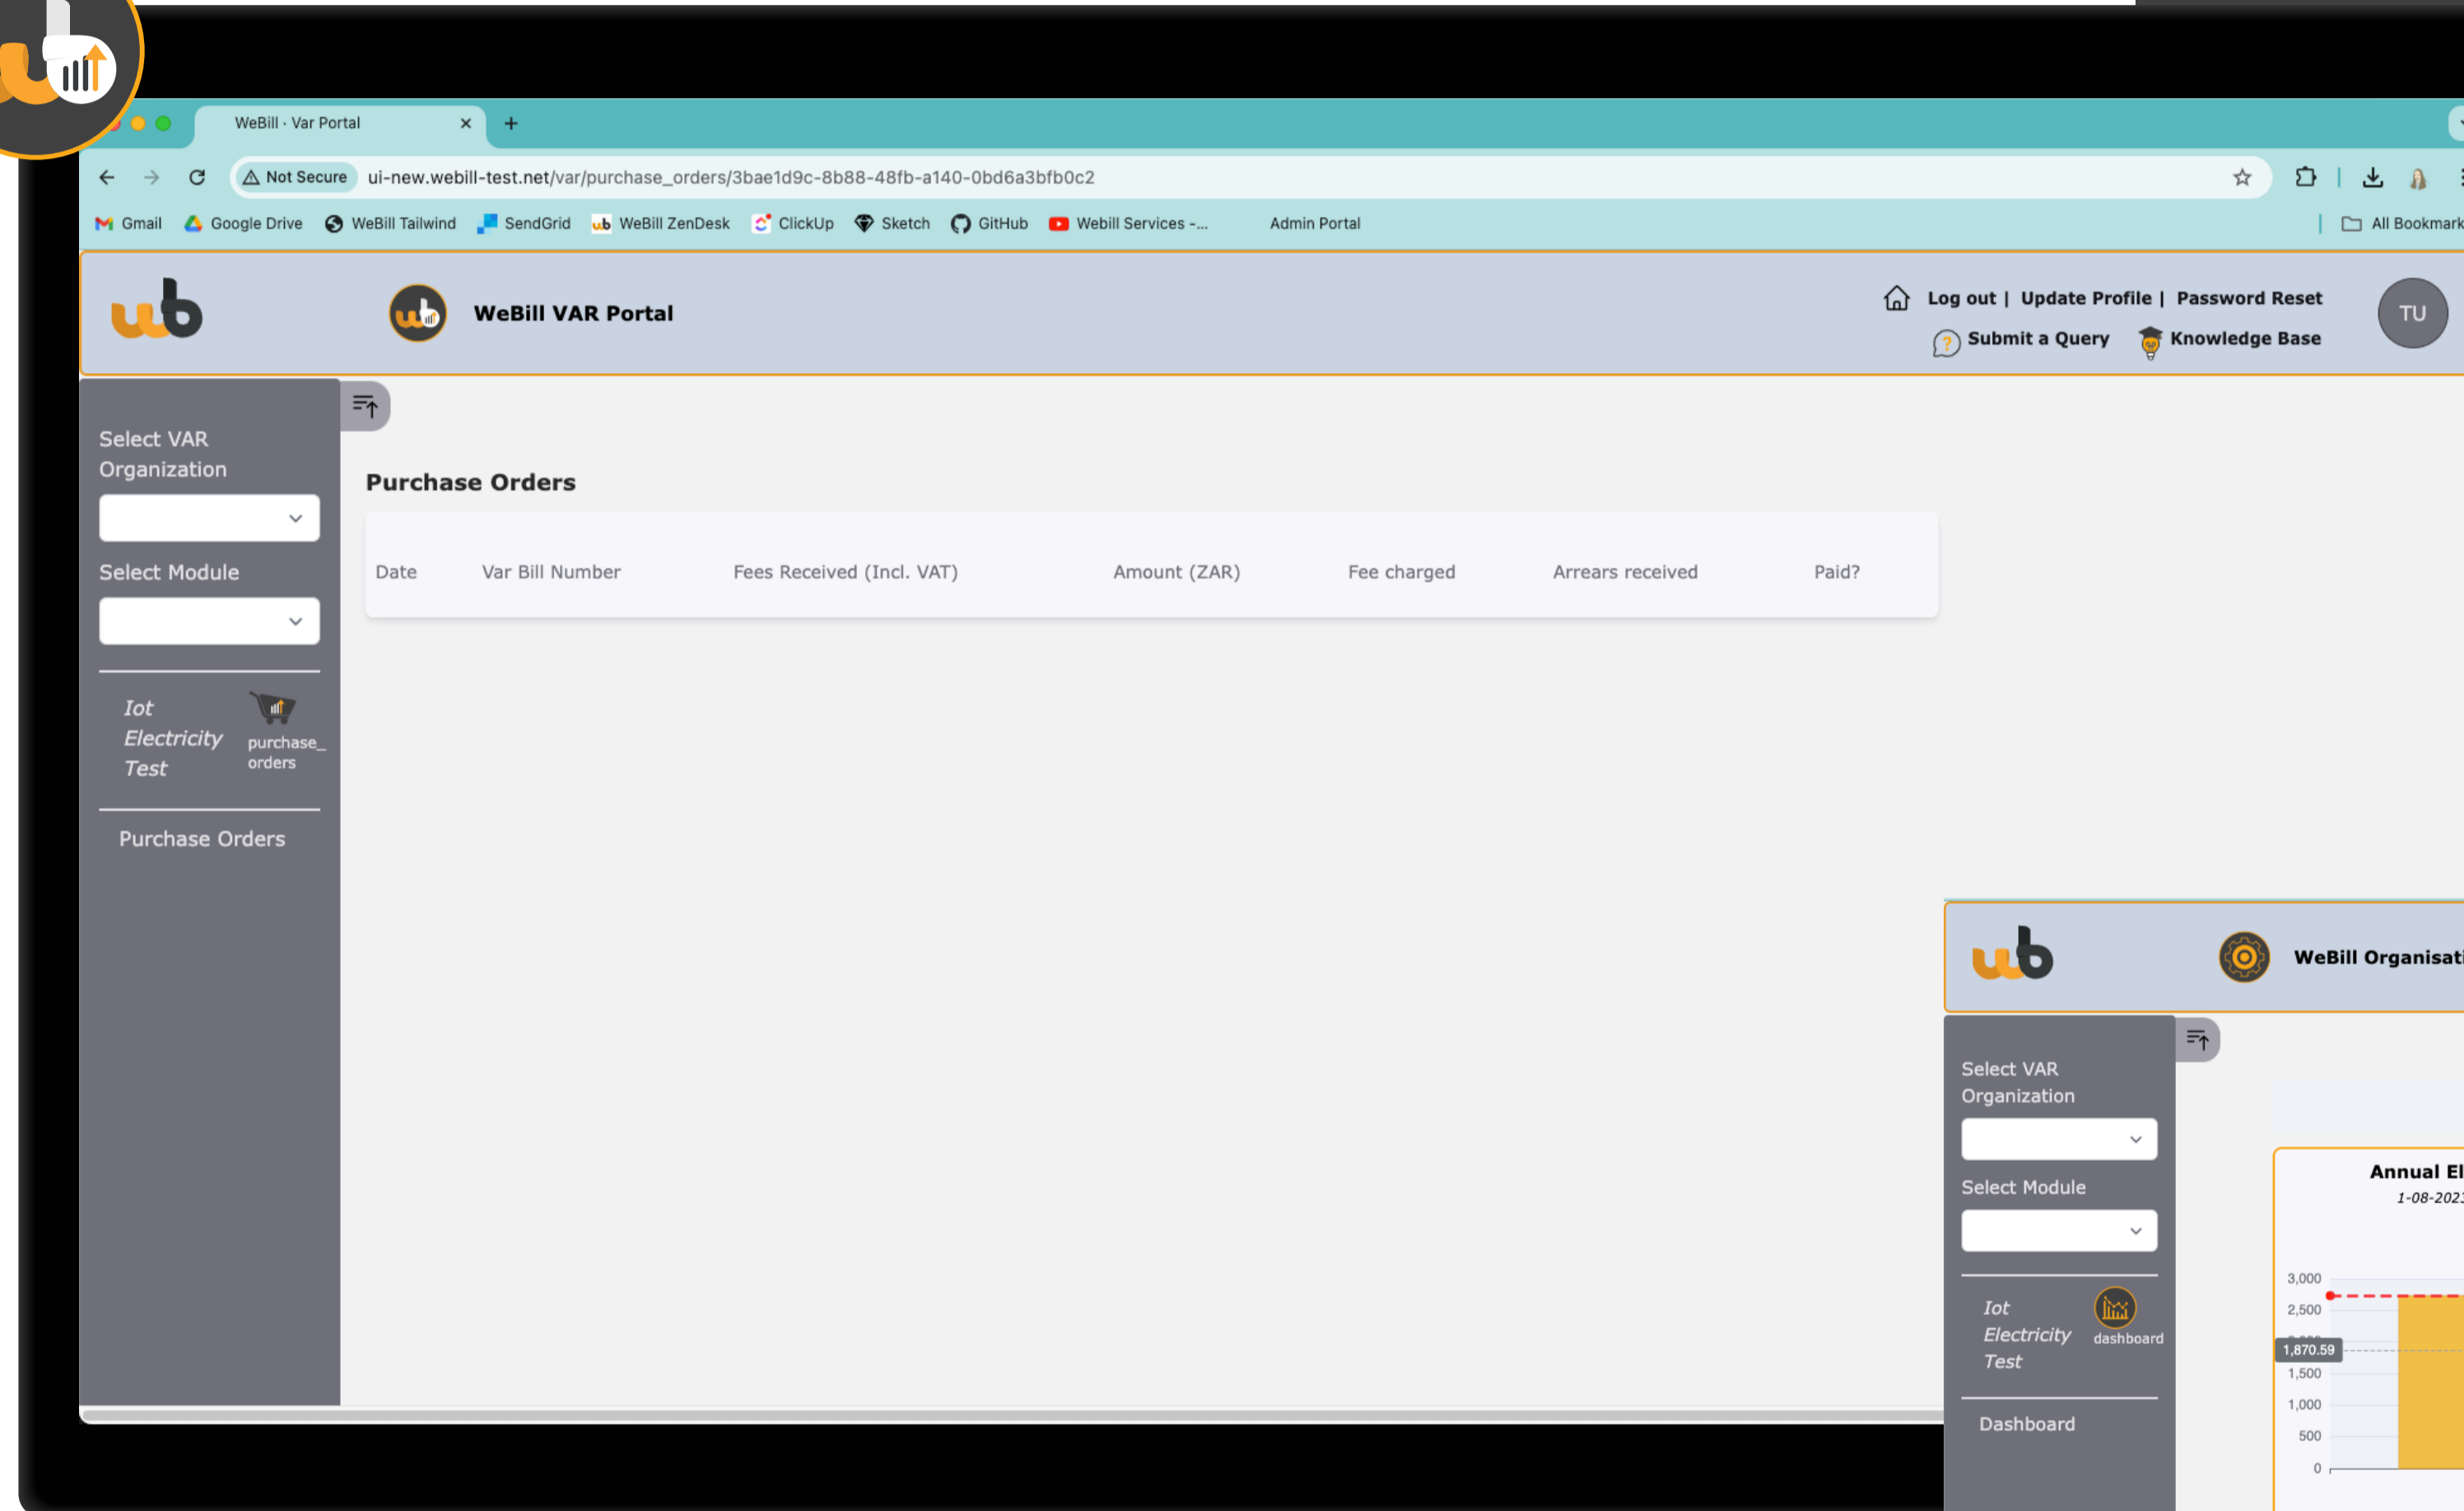 WeBill · Var Portal
Not Secure ui-new.webill-test.net/var/purchase_orders/3bae1d9c-8b88-48fb-a140-0bd6a3bfb0c2
Gmail Google Drive WeBill Tailwind SendGrid WeBill ZenDesk ClickUp Sketch GitHub Webill Services -... Admin Portal All Bookmark
wb WeBill VAR Portal
Log out | Update Profile | Password Reset
Submit a Query Knowledge Base
TU
Select VAR
Organization
Select Module
Iot
Electricity
Test
purchase_
orders
Purchase Orders
Purchase Orders
Date Var Bill Number Fees Received (Incl. VAT) Amount (ZAR) Fee charged Arrears received Paid?
wb WeBill Organisati
Select VAR
Organization
Select Module
Iot
Electricity
Test
dashboard
Dashboard
Annual El
1-08-2023
3,000
2,500
1,870.59
1,500
1,000
500
0